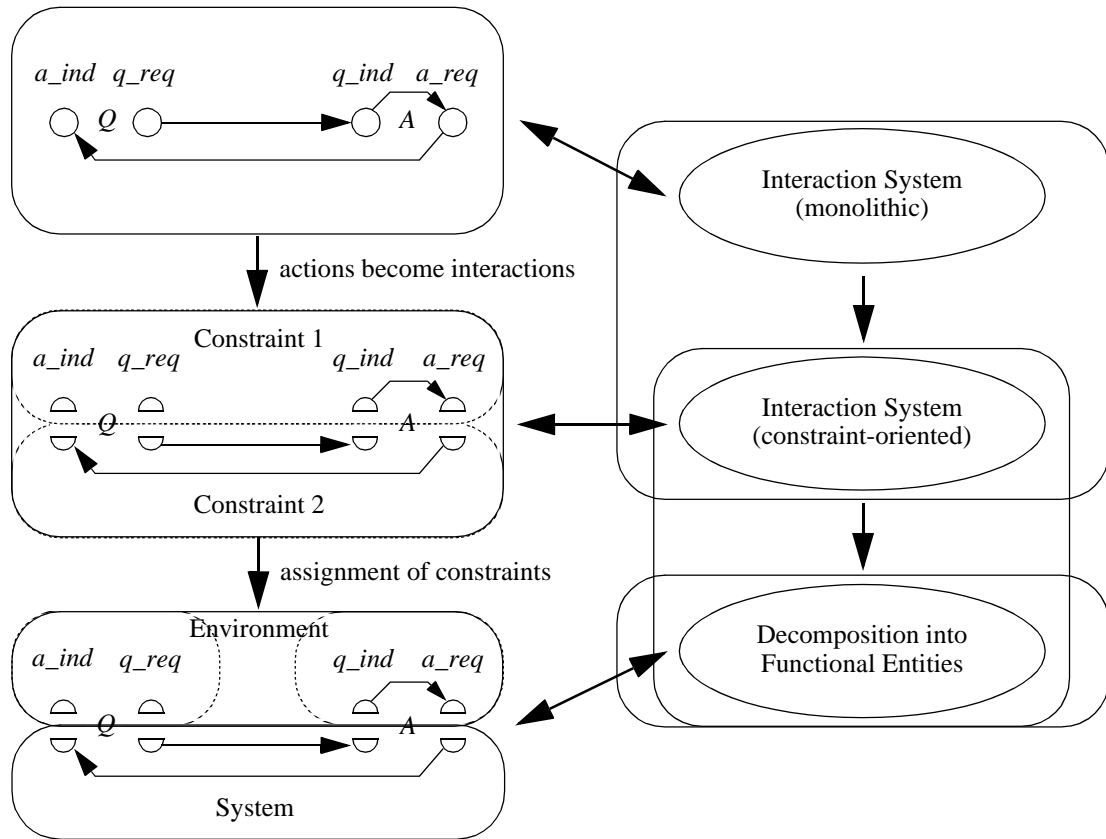 a_ind q_req q_ind a_req
Q A
Interaction System
(monolithic)
actions become interactions
Constraint 1
a_ind q_req q_ind a_req
Q A
Constraint 2
Interaction System
(constraint-oriented)
assignment of constraints
Environment
a_ind q_req q_ind a_req
Q A
System
Decomposition into
Functional Entities